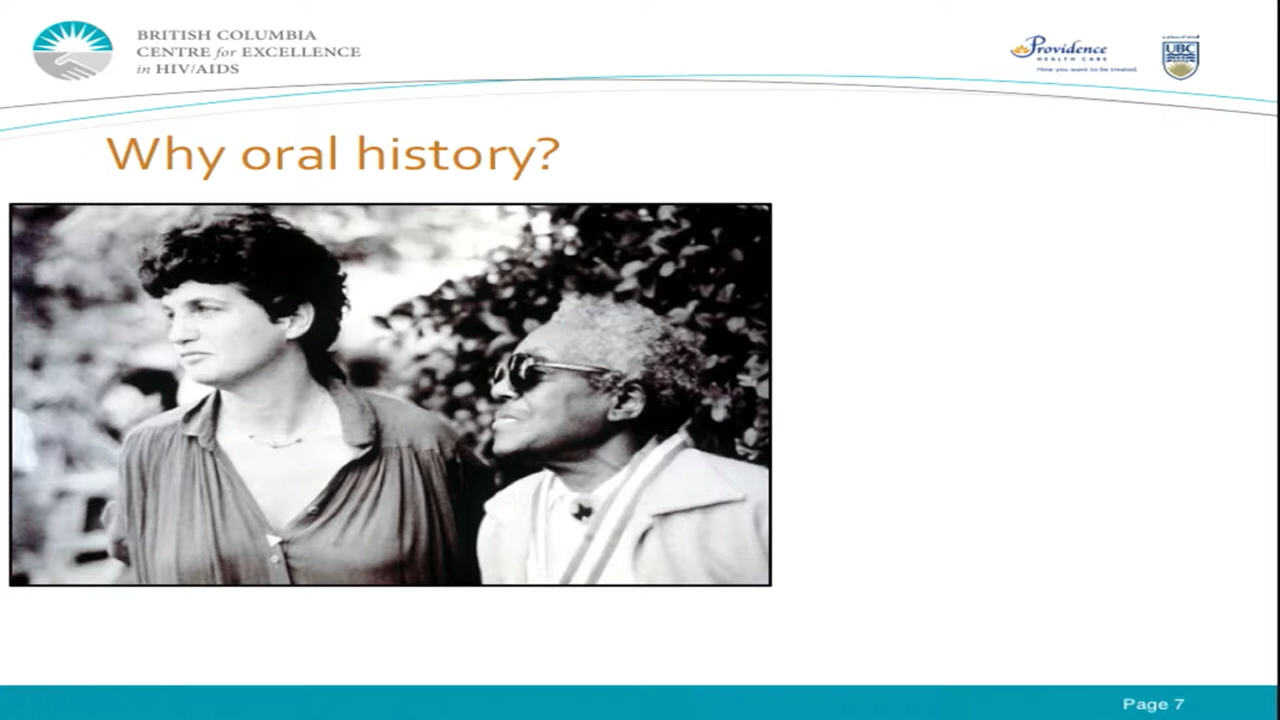 BRITISH COLUMBIA
CENTRE for EXCELLENCE
in HIV/AIDS
Providence
HEALTH CARE
How you want to be treated.
UBC
Why oral history?
Page 7